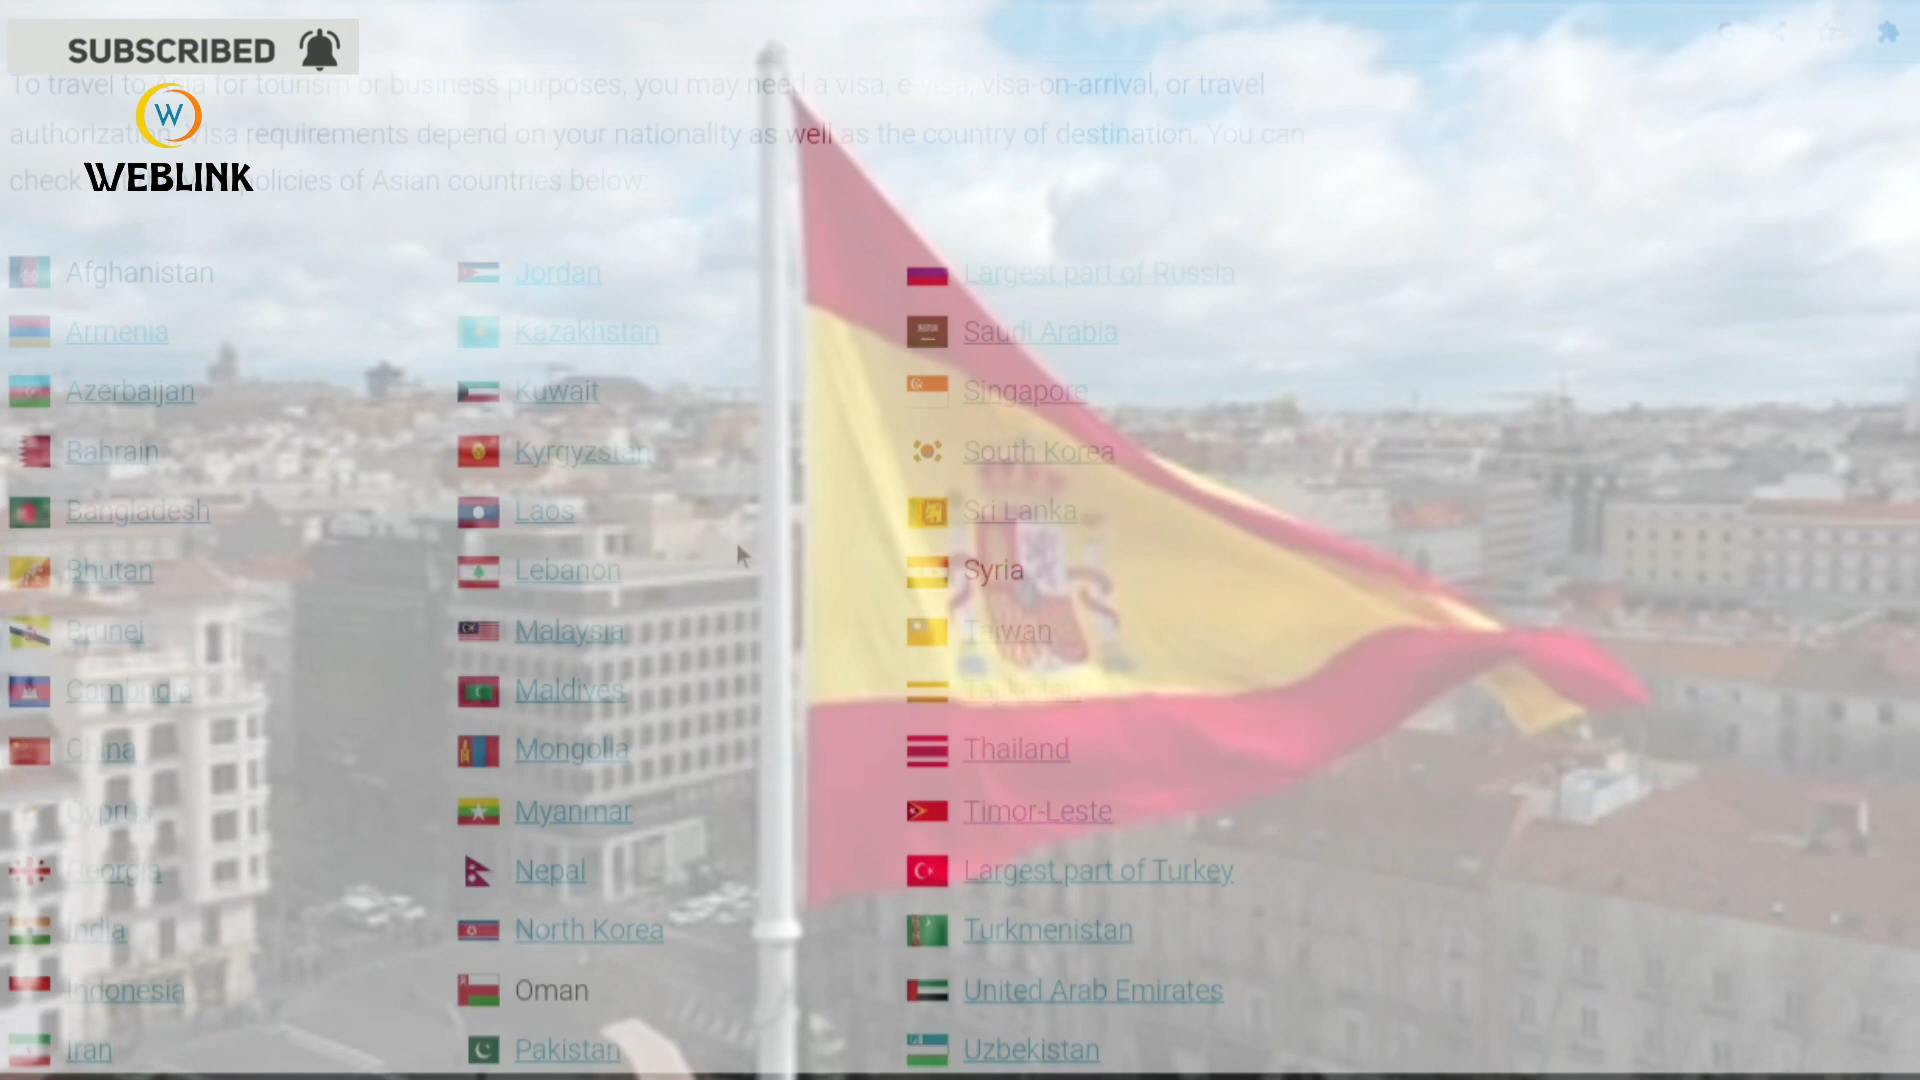 SUBSCRIBED
To travel to Asia for tourism or business purposes, you may need a visa, e-visa, visa-on-arrival, or travel
W
authorization. Visa requirements depend on your nationality as well as the country of destination. You can
WEBLINK
check policies of Asian countries below:
Afghanistan
Armenia
Azerbaijan
Bahrain
Bangladesh
Bhutan
Brunei
Cambodia
China
Cyprus
Georgia
India
Indonesia
Iran
Jordan
Kazakhstan
Kuwait
Kyrgyzstan
Laos
Lebanon
Malaysia
Maldives
Mongolia
Myanmar
Nepal
North Korea
Oman
Pakistan
Largest part of Russia
Saudi Arabia
Singapore
South Korea
Sri Lanka
Syria
Taiwan
Tajikistan
Thailand
Timor-Leste
Largest part of Turkey
Turkmenistan
United Arab Emirates
Uzbekistan